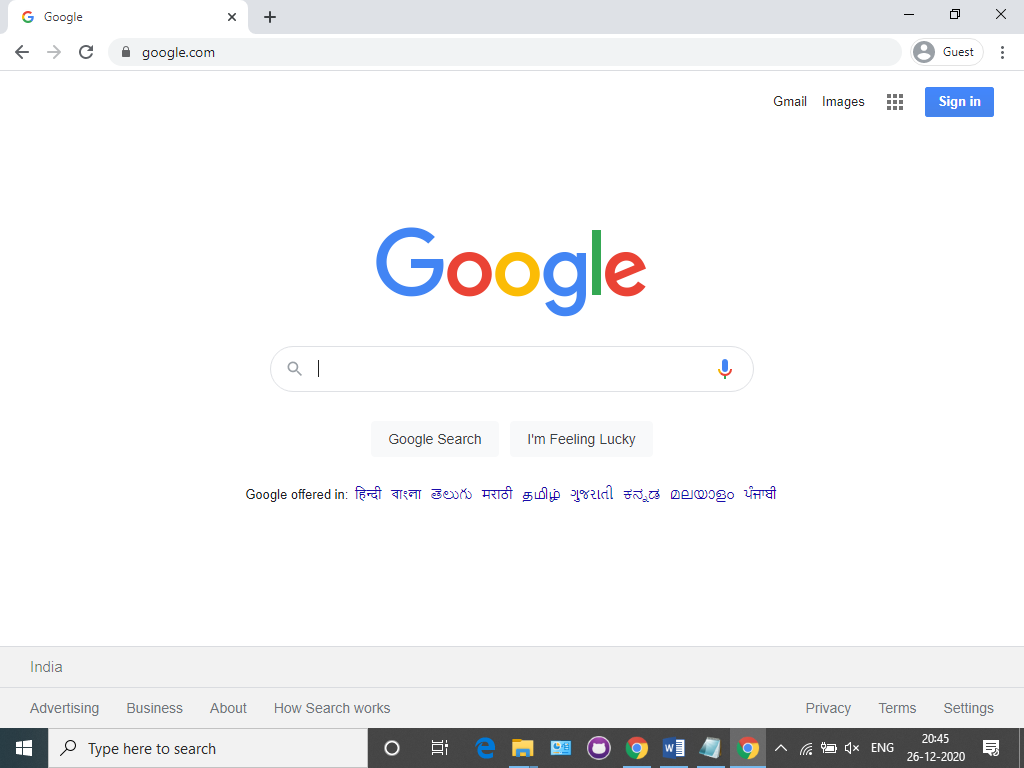 Google
google.com
Guest
Gmail Images Sign in
Google
Google Search I'm Feeling Lucky
Google offered in: हिन्दी বাংলা తెలుగు मराठी தமிழ் ગુજરાતી ಕನ್ನಡ മലയാളം ਪੰਜਾਬੀ
India
Advertising Business About How Search works Privacy Terms Settings
Type here to search ENG 20:45
26-12-2020